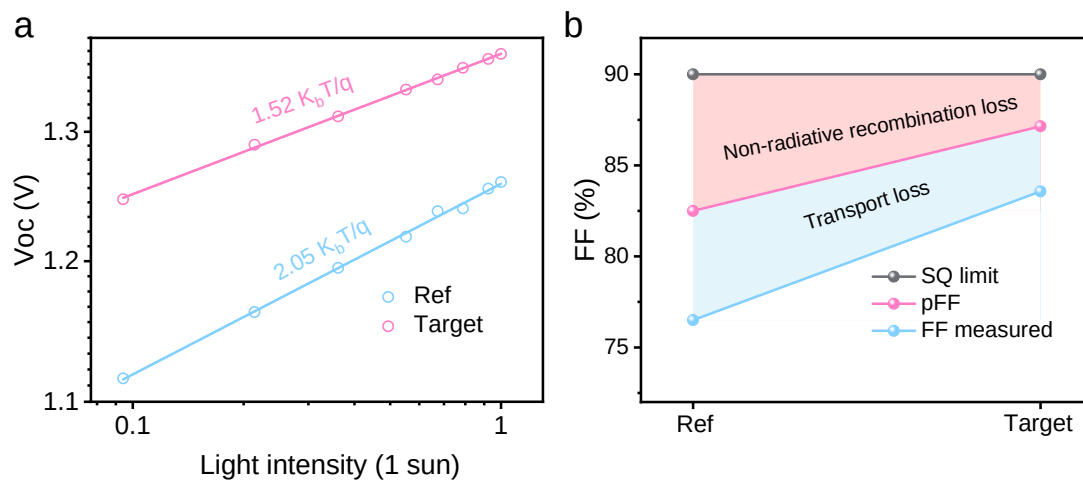 a
1.3
1.2
1.1
Voc (V)
1.52 K_bT/q
2.05 K_bT/q
Ref
Target
0.1
1
Light intensity (1 sun)
b
90
85
80
75
FF (%)
Non-radiative recombination loss
Transport loss
SQ limit
pFF
FF measured
Ref
Target